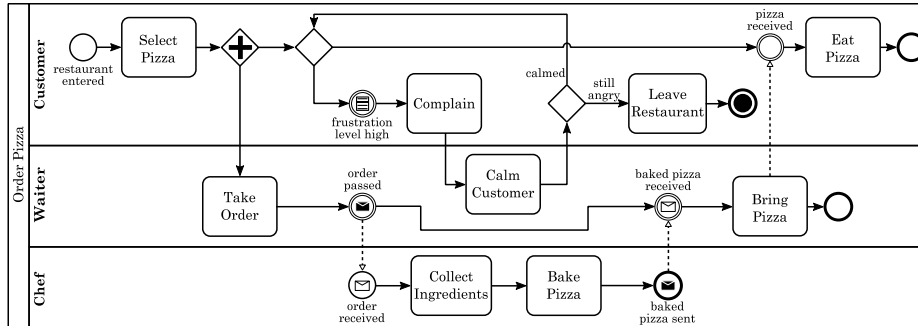 Order Pizza
Customer
restaurant
entered
Select
Pizza
frustration
level high
Complain
calmed
still
angry
Leave
Restaurant
pizza
received
Eat
Pizza
Waiter
Take
Order
order
passed
Calm
Customer
baked pizza
received
Bring
Pizza
Chef
order
received
Collect
Ingredients
Bake
Pizza
baked
pizza sent